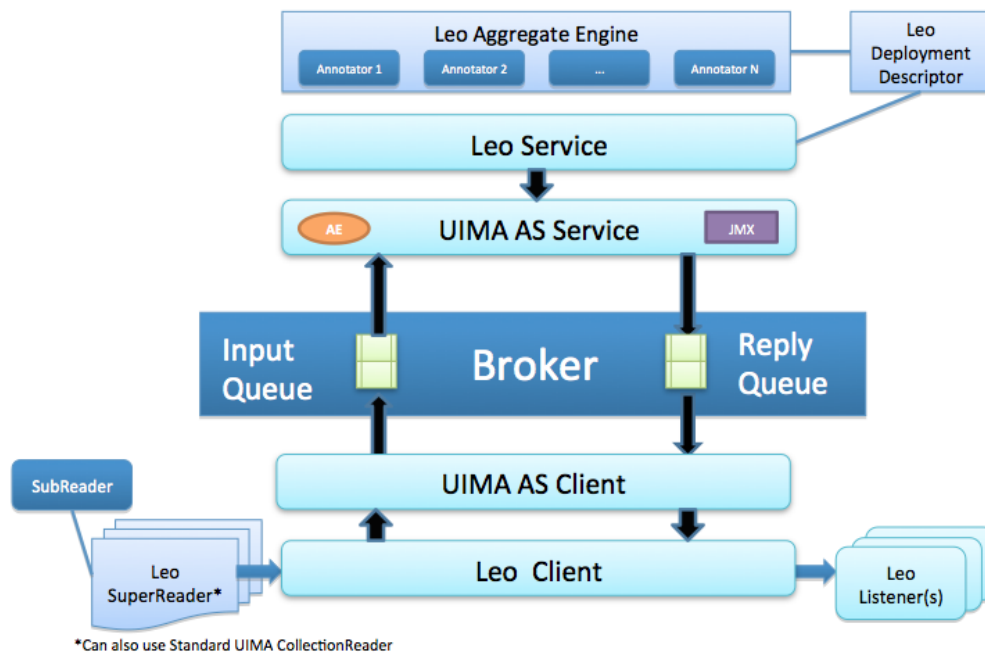 Leo Aggregate Engine
Annotator 1
Annotator 2
...
Annotator N
Leo
Deployment
Descriptor
Leo Service
AE
UIMA AS Service
JMX
Input
Queue
Broker
Reply
Queue
SubReader
UIMA AS Client
Leo
SuperReader*
Leo Client
Leo
Listener(s)
*Can also use Standard UIMA CollectionReader